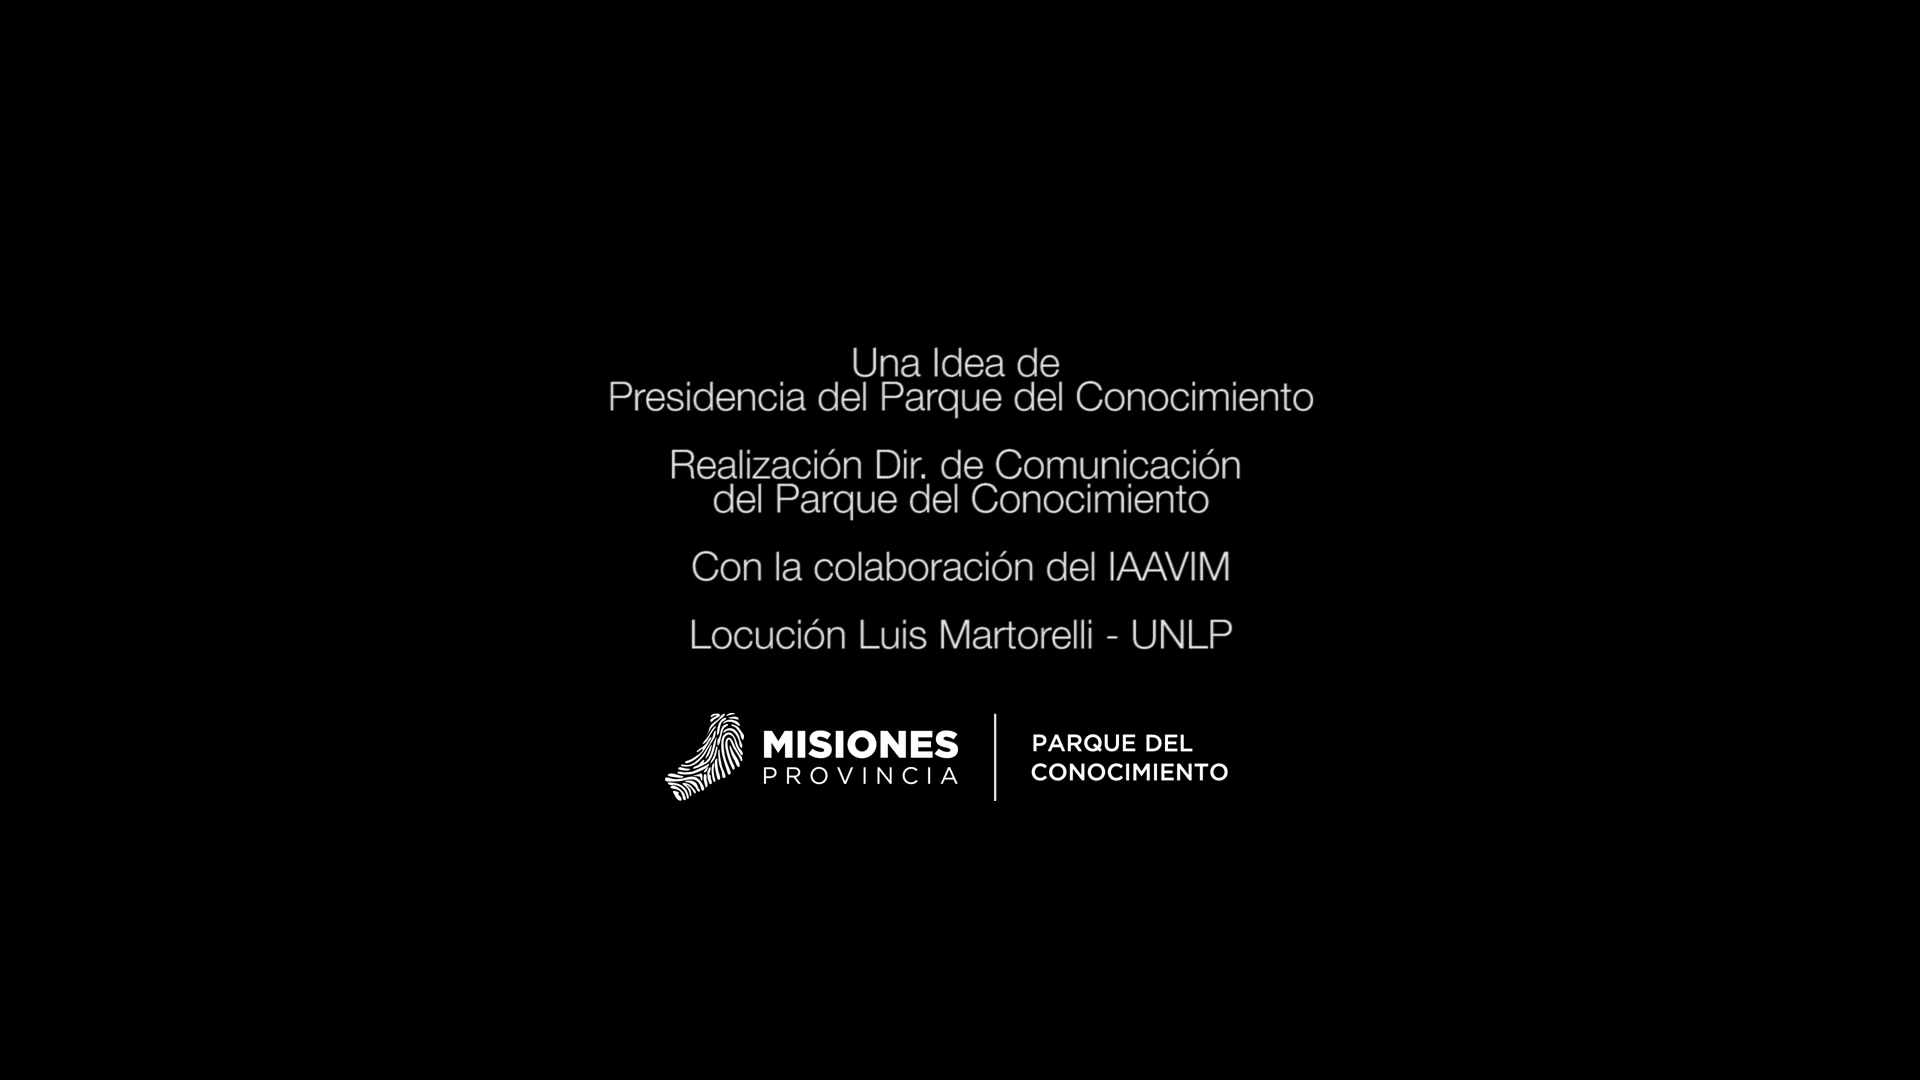 Una Idea de
Presidencia del Parque del Conocimiento
Realización Dir. de Comunicación
del Parque del Conocimiento
Con la colaboración del IAAVIM
Locución Luis Martorelli - UNLP
MISIONES
PROVINCIA
PARQUE DEL
CONOCIMIENTO